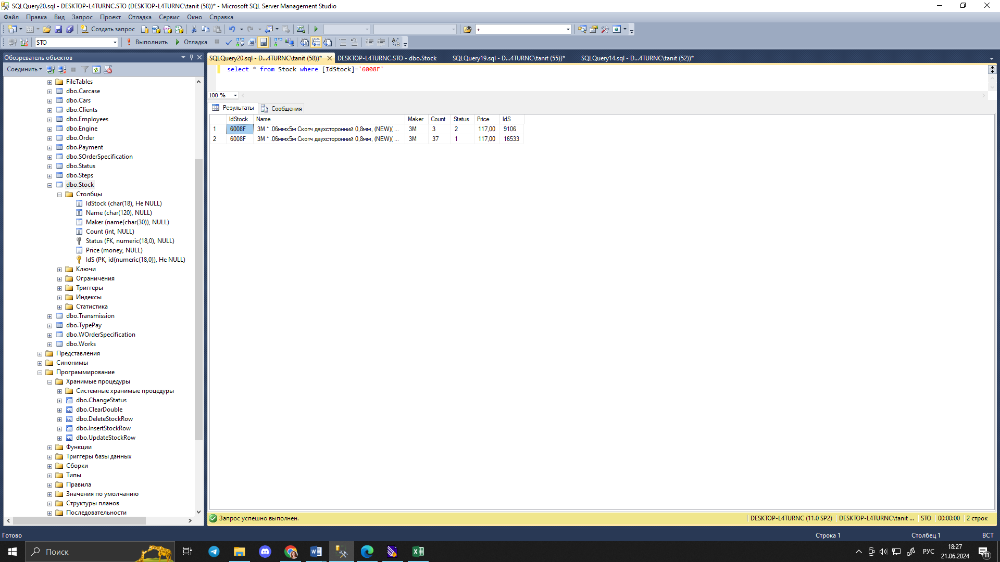 SQLQuery20.sql - DESKTOP-L4TURNC.STO (DESKTOP-L4TURNC\tanit (58))* - Microsoft SQL Server Management Studio
Файл Правка Вид Запрос Проект Отладка Сервис Окно Справка
Создать запрос +
STO Выполнить Отладка
Обозреватель объектов
Соединить
FileTables
dbo.Carcase
dbo.Cars
dbo.Clients
dbo.Employees
dbo.Engine
dbo.Order
dbo.Payment
dbo.SOrderSpecification
dbo.Status
dbo.Steps
dbo.Stock
Столбцы
IdStock (char(18), Не NULL)
Name (char(120), NULL)
Maker (name(char(30)), NULL)
Count (int, NULL)
Status (FK, numeric(18,0), NULL)
Price (money, NULL)
IdS (PK, id(numeric(18,0)), Не NULL)
Ключи
Ограничения
Триггеры
Индексы
Статистика
dbo.Transmission
dbo.TypePay
dbo.WOrderSpecification
dbo.Works
Представления
Синонимы
Программирование
Хранимые процедуры
Системные хранимые процедуры
dbo.ChangeStatus
dbo.ClearDouble
dbo.DeleteStockRow
dbo.InsertStockRow
dbo.UpdateStockRow
Функции
Триггеры базы данных
Сборки
Типы
Правила
Значения по умолчанию
Структуры планов
Последовательности
SQLQuery20.sql - D...4TURNC\tanit (58))* DESKTOP-L4TURNC.STO - dbo.Stock SQLQuery19.sql - D...4TURNC\tanit (55))* SQLQuery14.sql - D...4TURNC\tanit (52))*
select * from Stock where [IdStock]='6008F'
100 %
Результаты Сообщения
IdStock Name Maker Count Status Price IdS
1 6008F 3M * .06ммx5м Скотч двухсторонний 0,8мм, (NEW)( ... 3M 3 2 117,00 9106
2 6008F 3M * .06ммx5м Скотч двухсторонний 0,8мм, (NEW)( ... 3M 37 1 117,00 16533
Запрос успешно выполнен. DESKTOP-L4TURNC (11.0 SP2) DESKTOP-L4TURNC\tanit ... STO 00:00:00 2 строк
Готово Строка 1 Столбец 1 ВСТ
Поиск РУС 18:27
21.06.2024 11